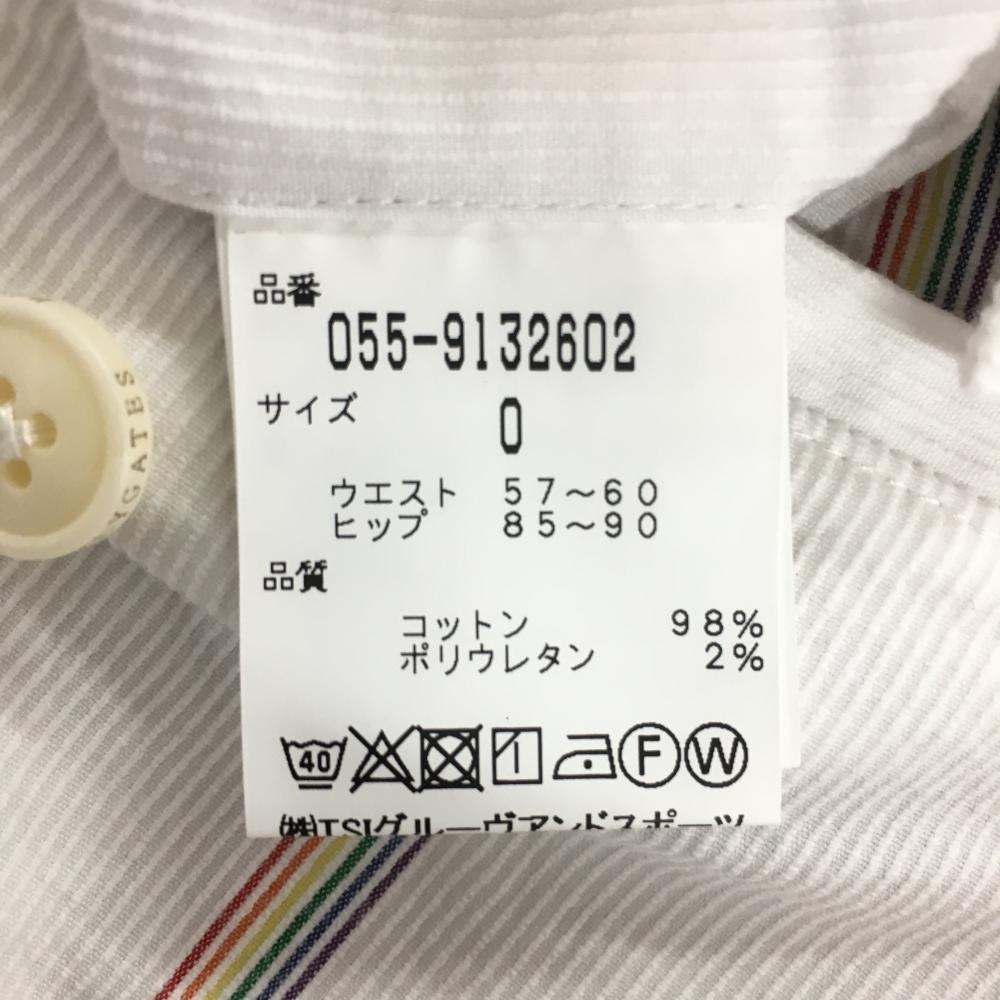 品番
055-9132602
サイズ
0
ウエスト 57～60
ヒップ 85～90
品質
コットン 98%
ポリウレタン 2%
40 F W
㈱TSIグルーヴアンドスポーツ
YGATES